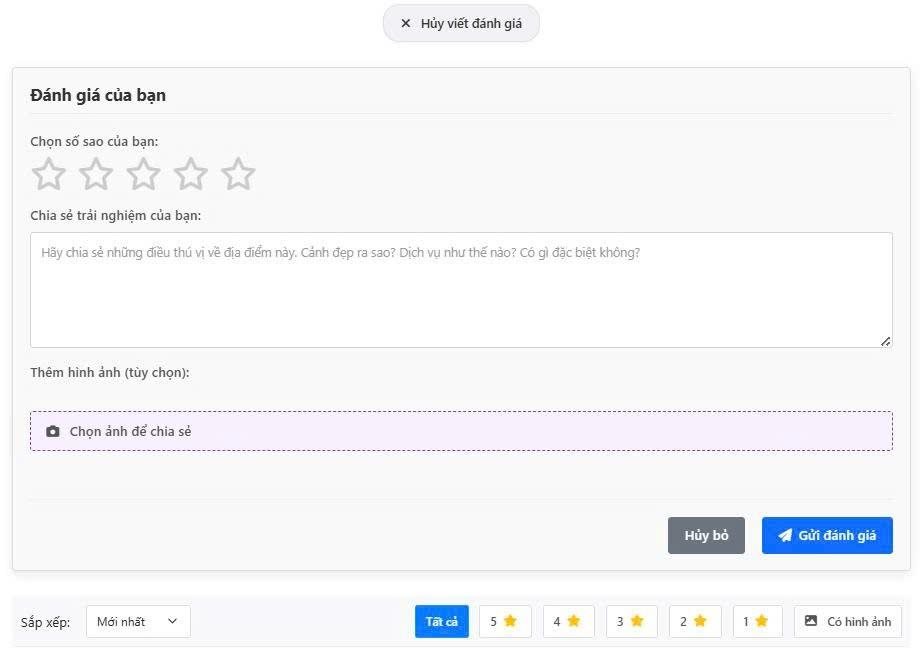 × Hủy viết đánh giá
Đánh giá của bạn
Chọn số sao của bạn:
Chia sẻ trải nghiệm của bạn:
Hãy chia sẻ những điều thú vị về địa điểm này. Cảnh đẹp ra sao? Dịch vụ như thế nào? Có gì đặc biệt không?
Thêm hình ảnh (tùy chọn):
Chọn ảnh để chia sẻ
Hủy bỏ Gửi đánh giá
Sắp xếp: Mới nhất Tất cả 5 4 3 2 1 Có hình ảnh